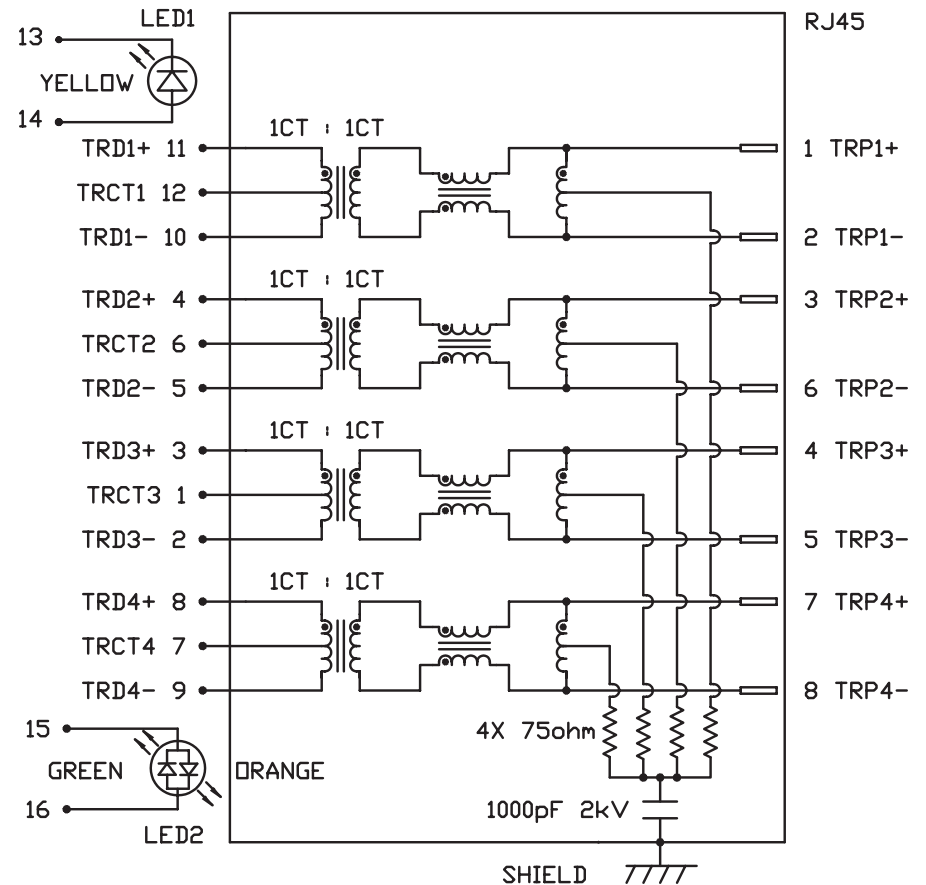 LED1
RJ45
13
YELLOW
14
1CT : 1CT
TRD1+ 11
1 TRP1+
TRCT1 12
TRD1- 10
2 TRP1-
1CT : 1CT
TRD2+ 4
3 TRP2+
TRCT2 6
TRD2- 5
6 TRP2-
1CT : 1CT
TRD3+ 3
4 TRP3+
TRCT3 1
TRD3- 2
5 TRP3-
1CT : 1CT
TRD4+ 8
7 TRP4+
TRCT4 7
TRD4- 9
8 TRP4-
15
4X 75ohm
GREEN
ORANGE
16
1000pF 2kV
LED2
SHIELD